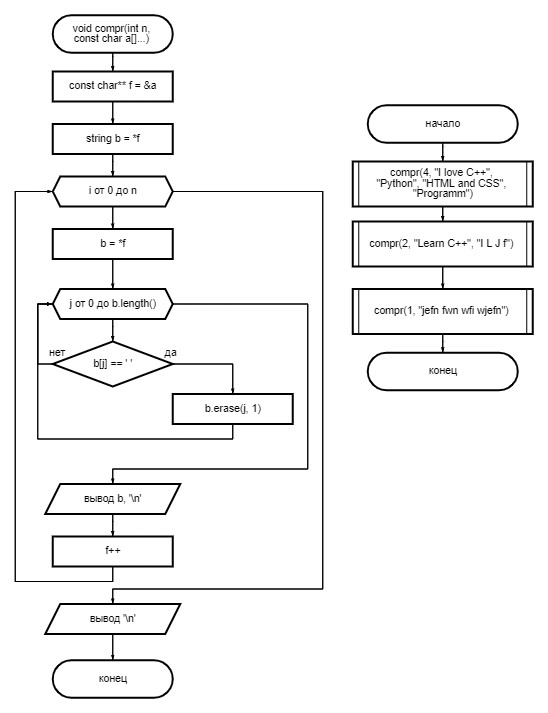 void compr(int n,
const char a[]...)
const char** f = &a
string b = *f
i от 0 до n
b = *f
j от 0 до b.length()
нет
да
b[j] == ' '
b.erase(j, 1)
вывод b, '\n'
f++
вывод '\n'
конец
начало
compr(4, "I love C++",
"Python", "HTML and CSS",
"Programm")
compr(2, "Learn C++", "I L J f")
compr(1, "jefn fwn wfi wjefn")
конец